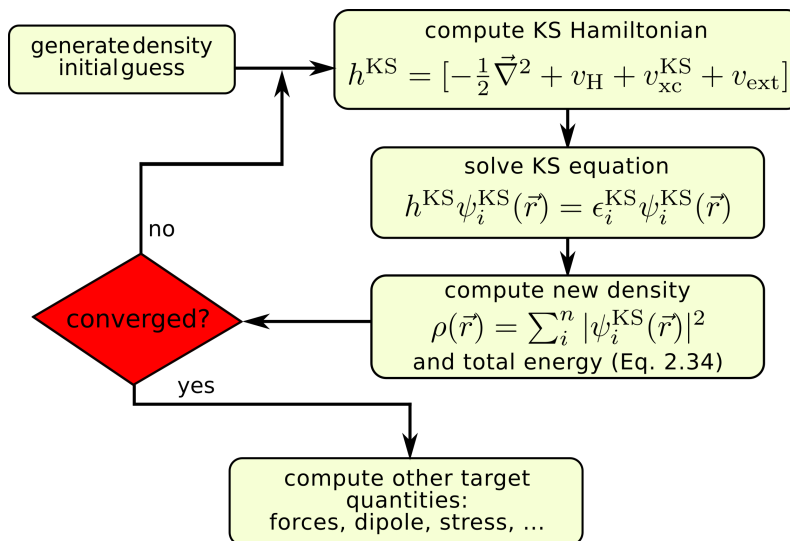 generate density
initial guess
compute KS Hamiltonian
h^KS = [-½∇⃗² + v_H + v_xc^KS + v_ext]
solve KS equation
h^KS ψ_i^KS(r⃗) = ϵ_i^KS ψ_i^KS(r⃗)
no
compute new density
converged?
ρ(r⃗) = ∑_i^n |ψ_i^KS(r⃗)|²
and total energy (Eq. 2.34)
yes
compute other target
quantities:
forces, dipole, stress, ...